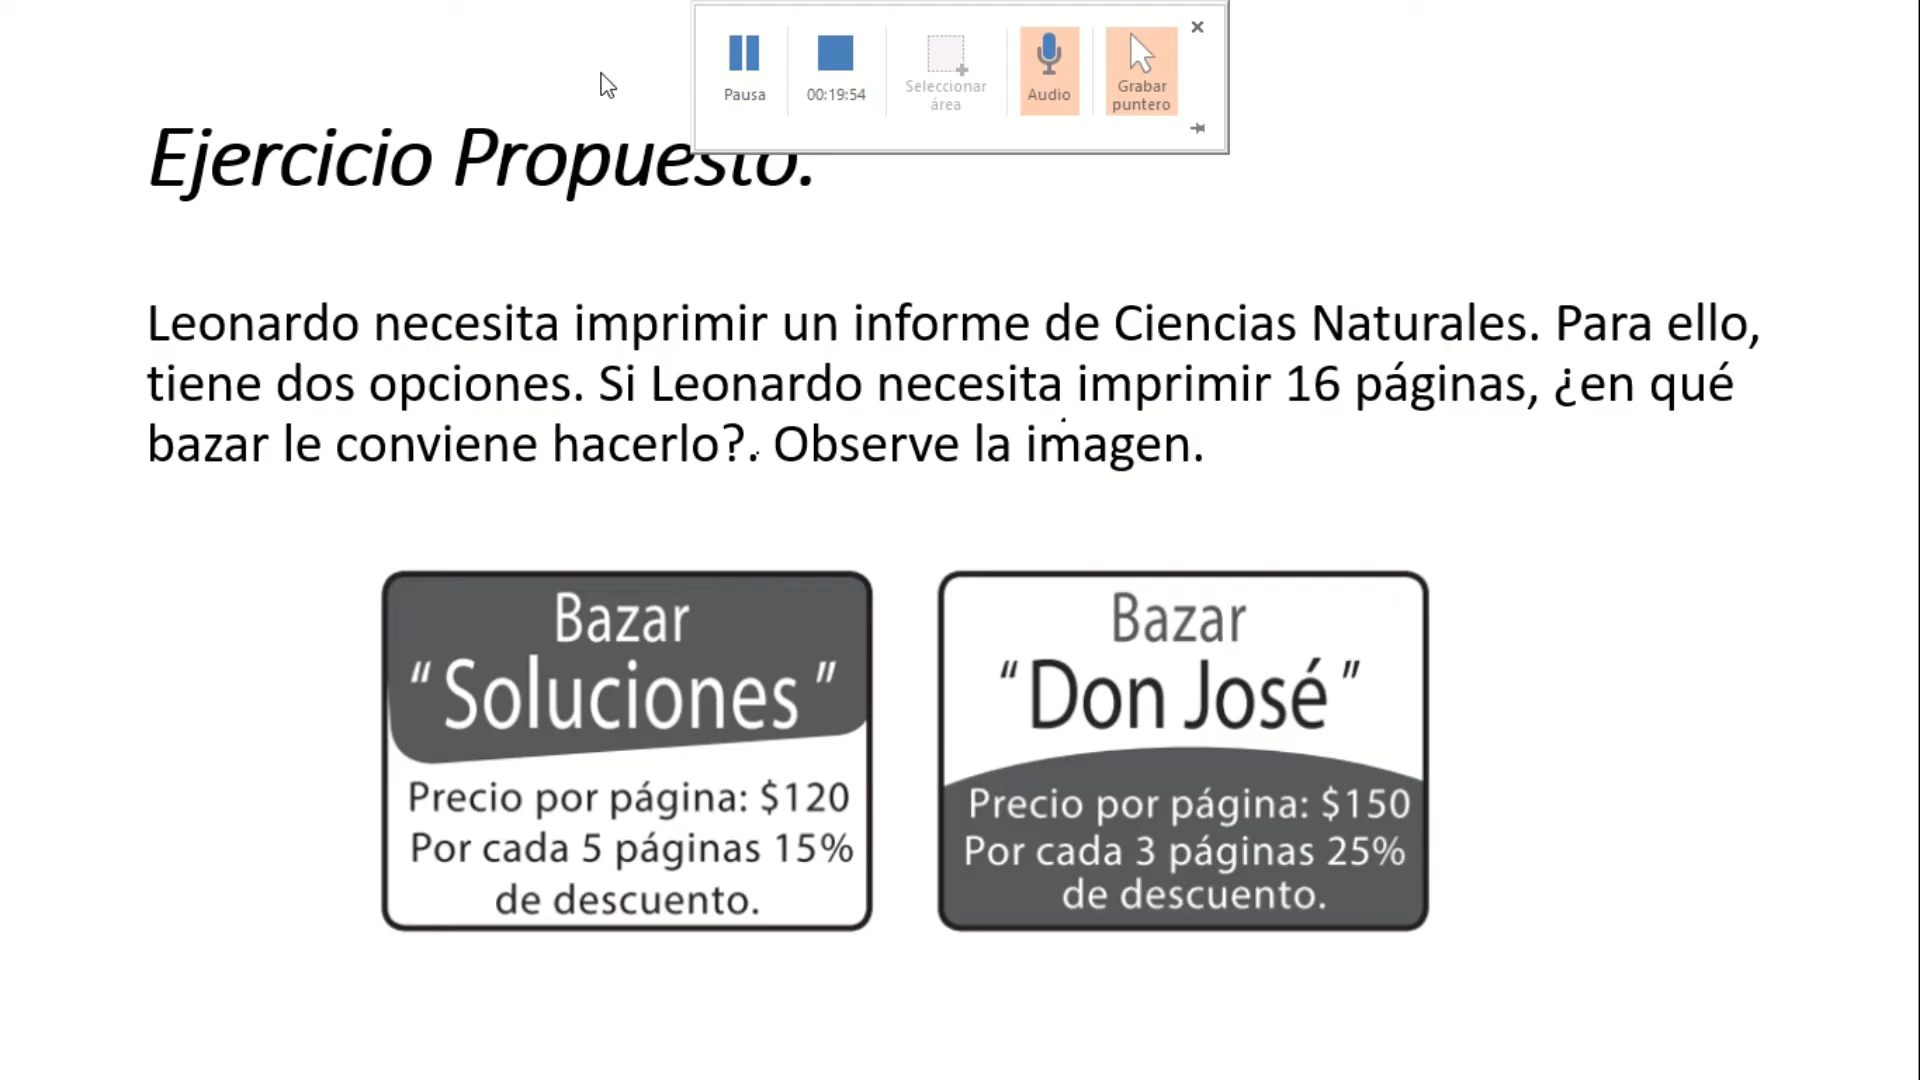 Pausa
00:19:54
Seleccionar
área
Audio
Grabar
puntero
Ejercicio Propuesto.
Leonardo necesita imprimir un informe de Ciencias Naturales. Para ello,
tiene dos opciones. Si Leonardo necesita imprimir 16 páginas, ¿en qué
bazar le conviene hacerlo?. Observe la imagen.
Bazar
“Soluciones”
Precio por página: $120
Por cada 5 páginas 15%
de descuento.
Bazar
“Don José”
Precio por página: $150
Por cada 3 páginas 25%
de descuento.